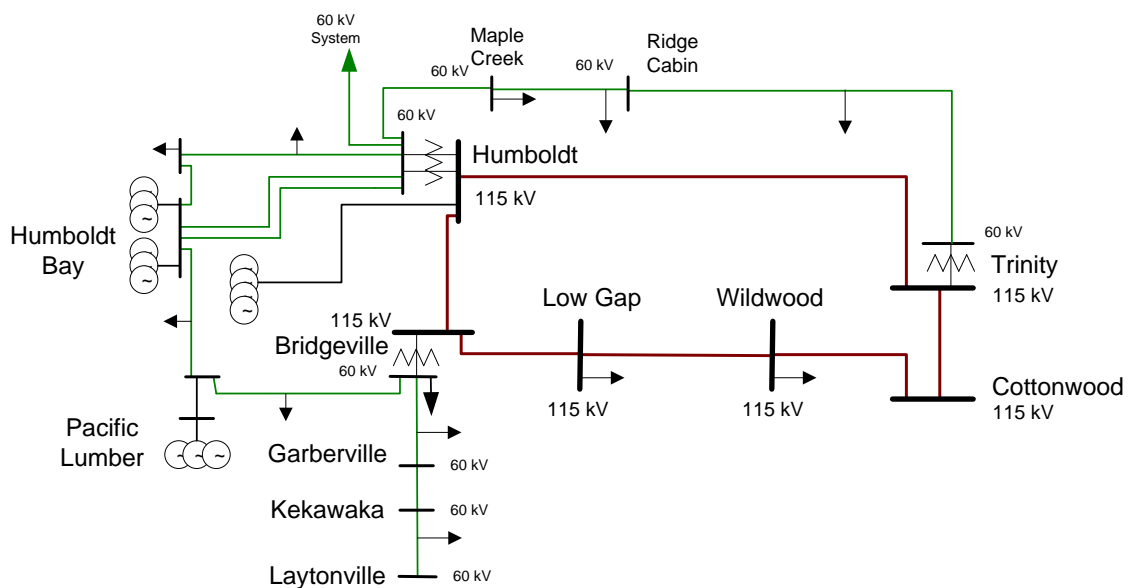 60 kV
System
Maple
Creek
Ridge
Cabin
60 kV
60 kV
60 kV
Humboldt
115 kV
~
Humboldt
Bay
~
~
60 kV
Trinity
115 kV
Low Gap
Wildwood
115 kV
Bridgeville
60 kV
115 kV
115 kV
Cottonwood
115 kV
Pacific
Lumber
~ ~ ~
Garberville
60 kV
Kekawaka
60 kV
Laytonville
60 kV